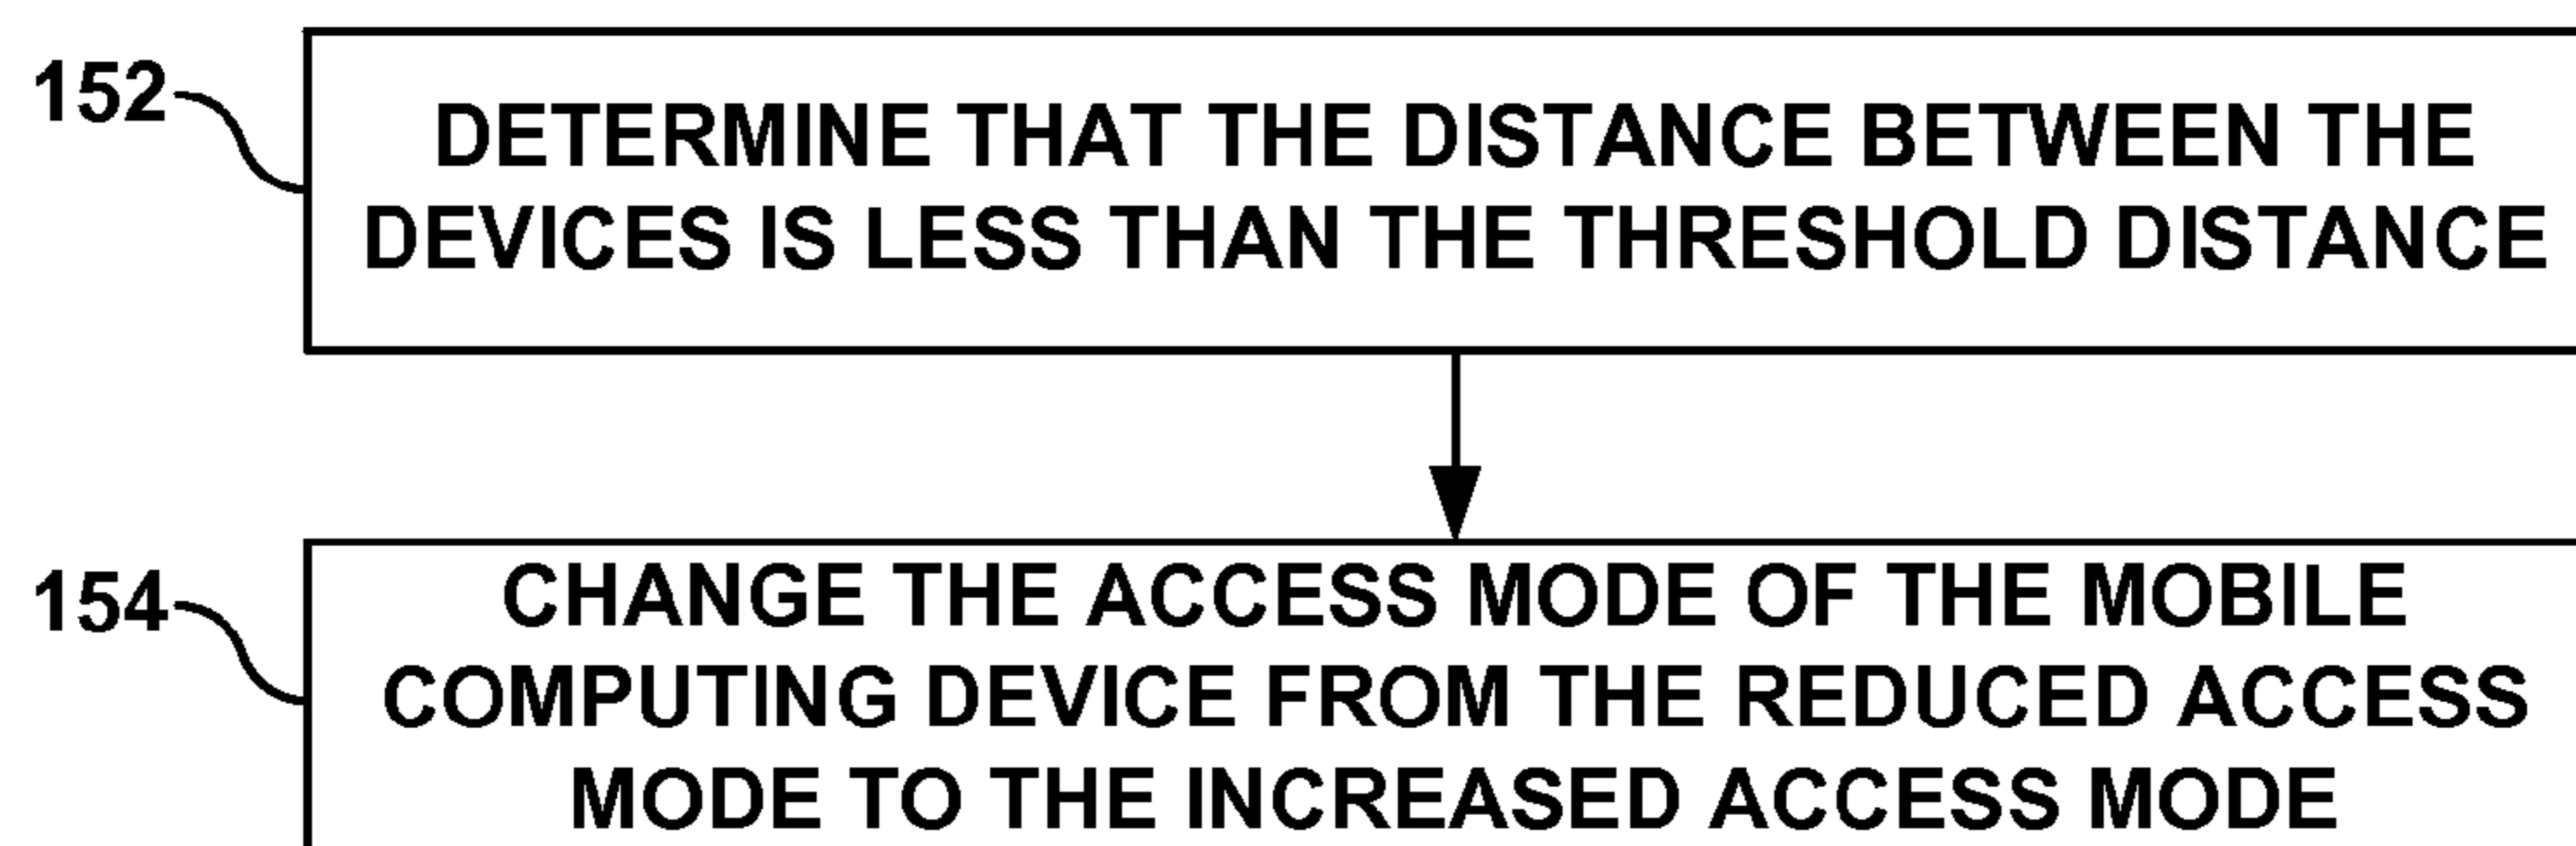 152
DETERMINE THAT THE DISTANCE BETWEEN THE
DEVICES IS LESS THAN THE THRESHOLD DISTANCE
154
CHANGE THE ACCESS MODE OF THE MOBILE
COMPUTING DEVICE FROM THE REDUCED ACCESS
MODE TO THE INCREASED ACCESS MODE